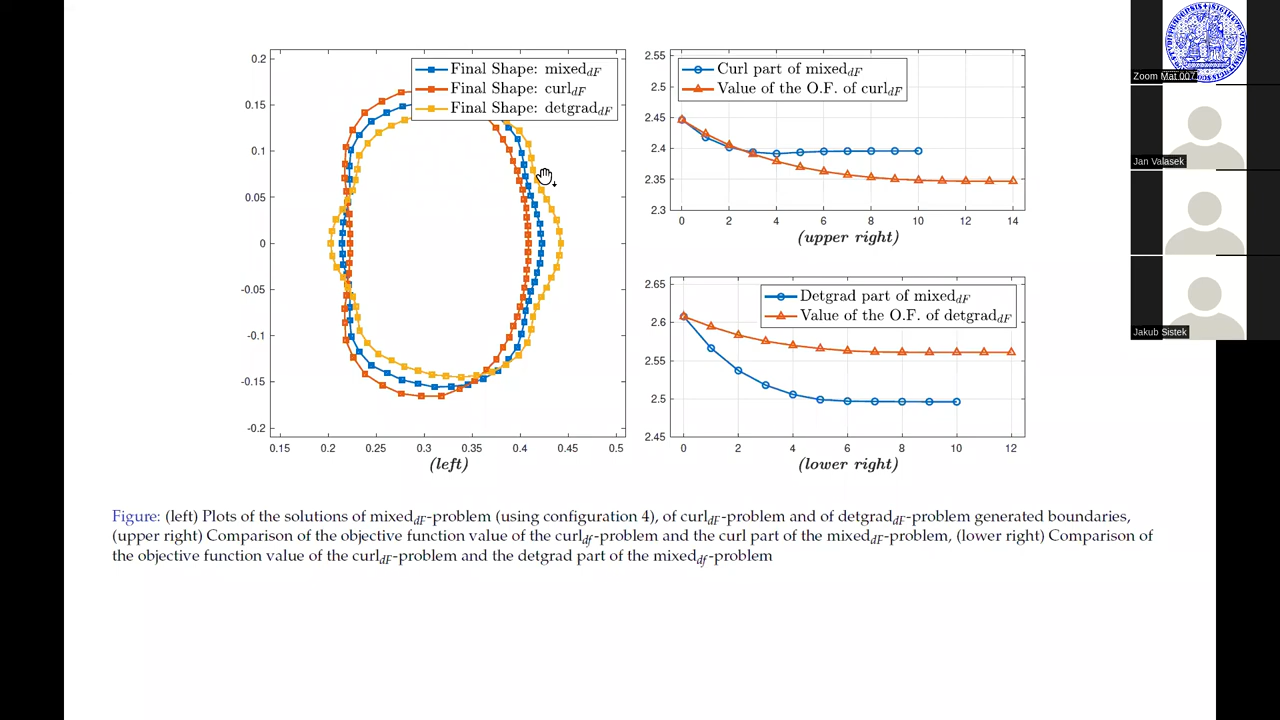 Final Shape: mixed_dF
Final Shape: curl_dF
Final Shape: detgrad_dF
0.2
0.15
0.1
0.05
0
-0.05
-0.1
-0.15
-0.2
0.15
0.2
0.25
0.3
0.35
0.4
0.45
0.5
(left)
Curl part of mixed_dF
Value of the O.F. of curl_dF
2.55
2.5
2.45
2.4
2.35
2.3
0
2
4
6
8
10
12
14
(upper right)
Detgrad part of mixed_dF
Value of the O.F. of detgrad_dF
2.65
2.6
2.55
2.5
2.45
0
2
4
6
8
10
12
(lower right)
Figure: (left) Plots of the solutions of mixed_dF-problem (using configuration 4), of curl_dF-problem and of detgrad_dF-problem generated boundaries,
(upper right) Comparison of the objective function value of the curl_df-problem and the curl part of the mixed_dF-problem, (lower right) Comparison of
the objective function value of the curl_dF-problem and the detgrad part of the mixed_df-problem
Zoom Mat 007
Jan Valasek
Jakub Sistek